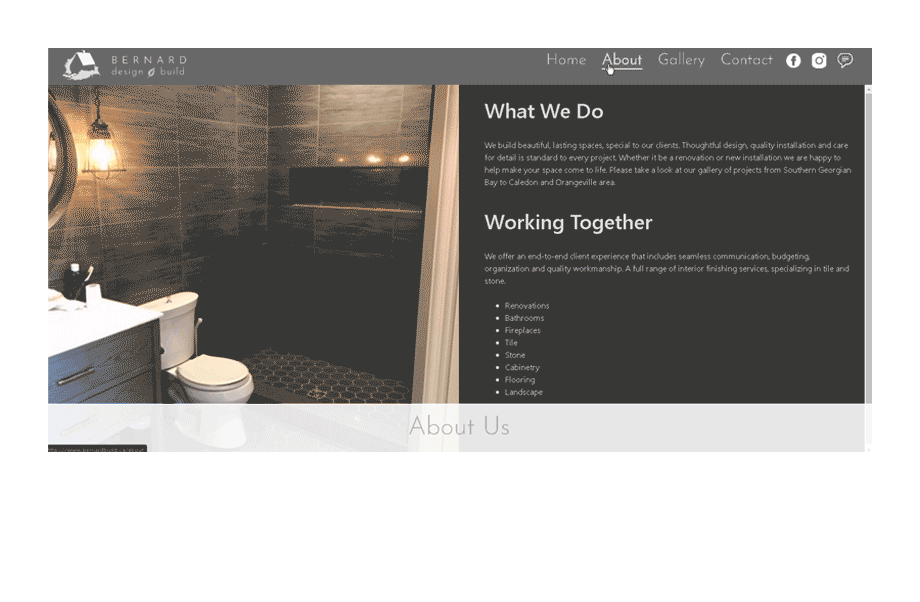 BERNARD
design build
Home About Gallery Contact
What We Do
We build beautiful, lasting spaces, special to our clients. Thoughtful design, quality installation and care
for detail is standard to every project. Whether it be a renovation or new installation we are happy to
help make your space come to life. Please take a look at our gallery of projects from Southern Georgian
Bay to Caledon and Orangeville area.
Working Together
We offer an end-to-end client experience that includes seamless communication, budgeting,
organization and quality workmanship. A full range of interior finishing services, specializing in tile and
stone.
• Renovations
• Bathrooms
• Fireplaces
• Tile
• Stone
• Cabinetry
• Flooring
• Landscape
About Us